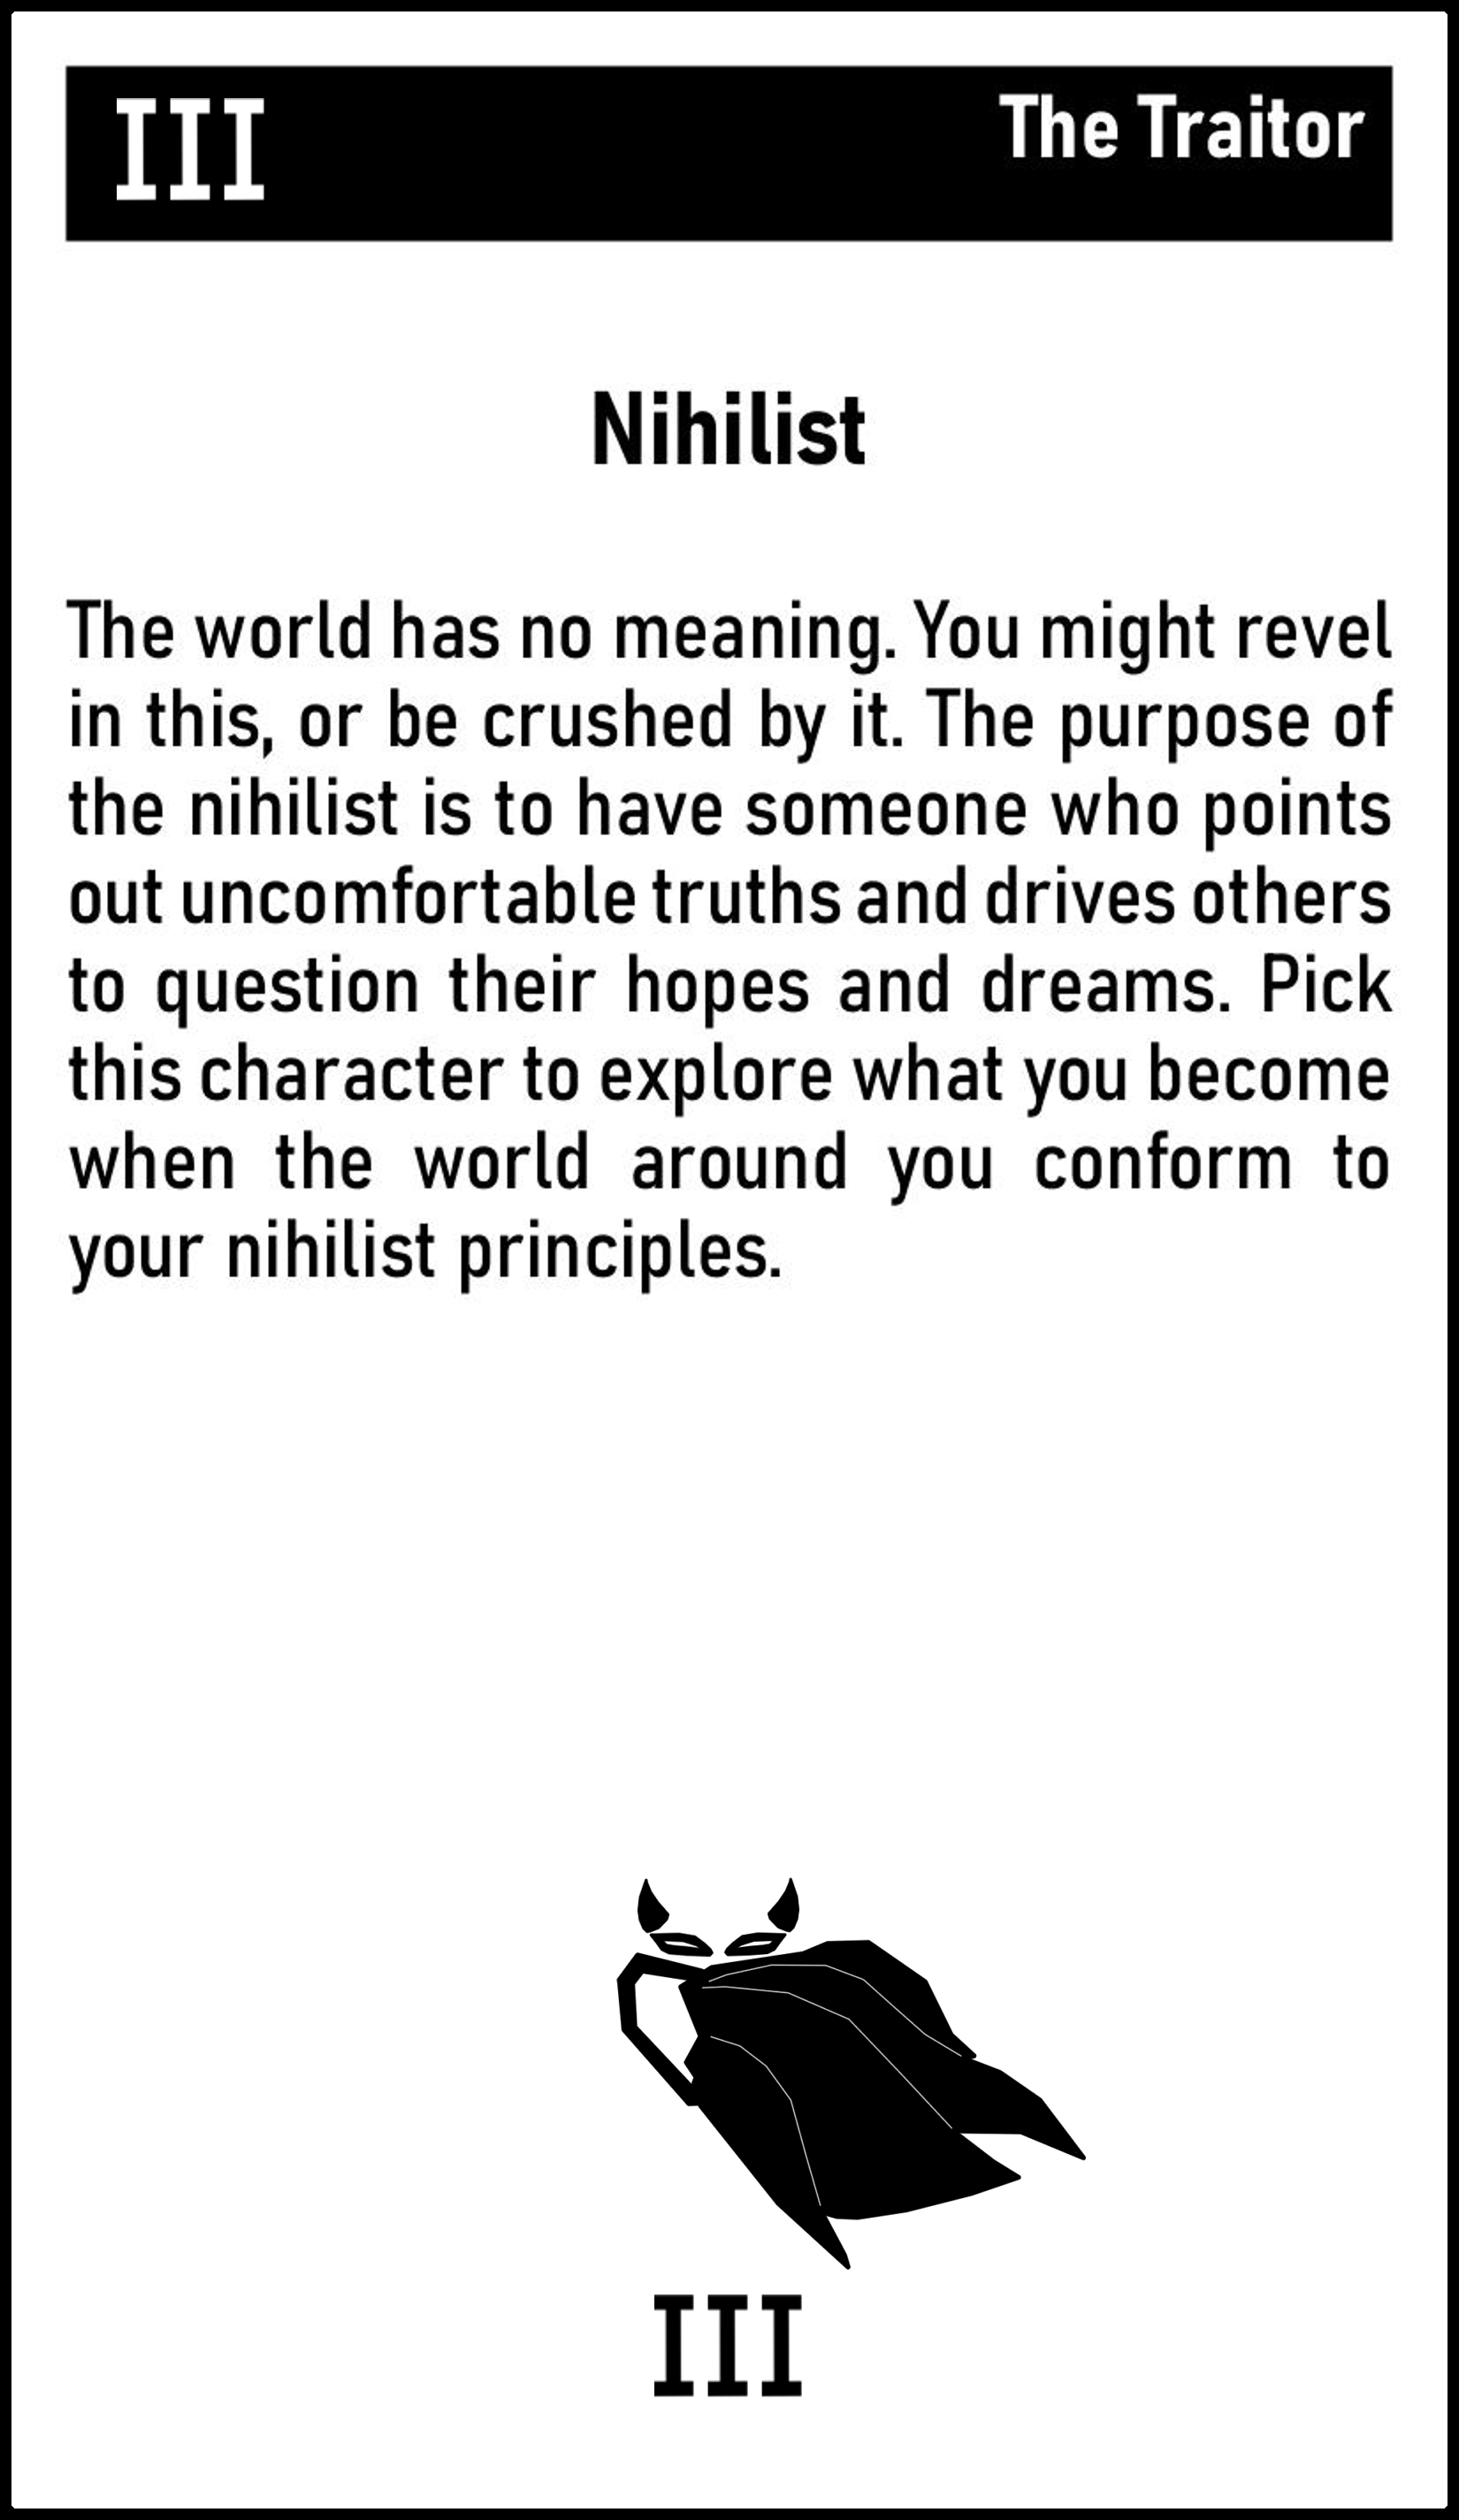 III
The Traitor
Nihilist
The world has no meaning. You might revel
in this, or be crushed by it. The purpose of
the nihilist is to have someone who points
out uncomfortable truths and drives others
to question their hopes and dreams. Pick
this character to explore what you become
when the world around you conform to
your nihilist principles.
III